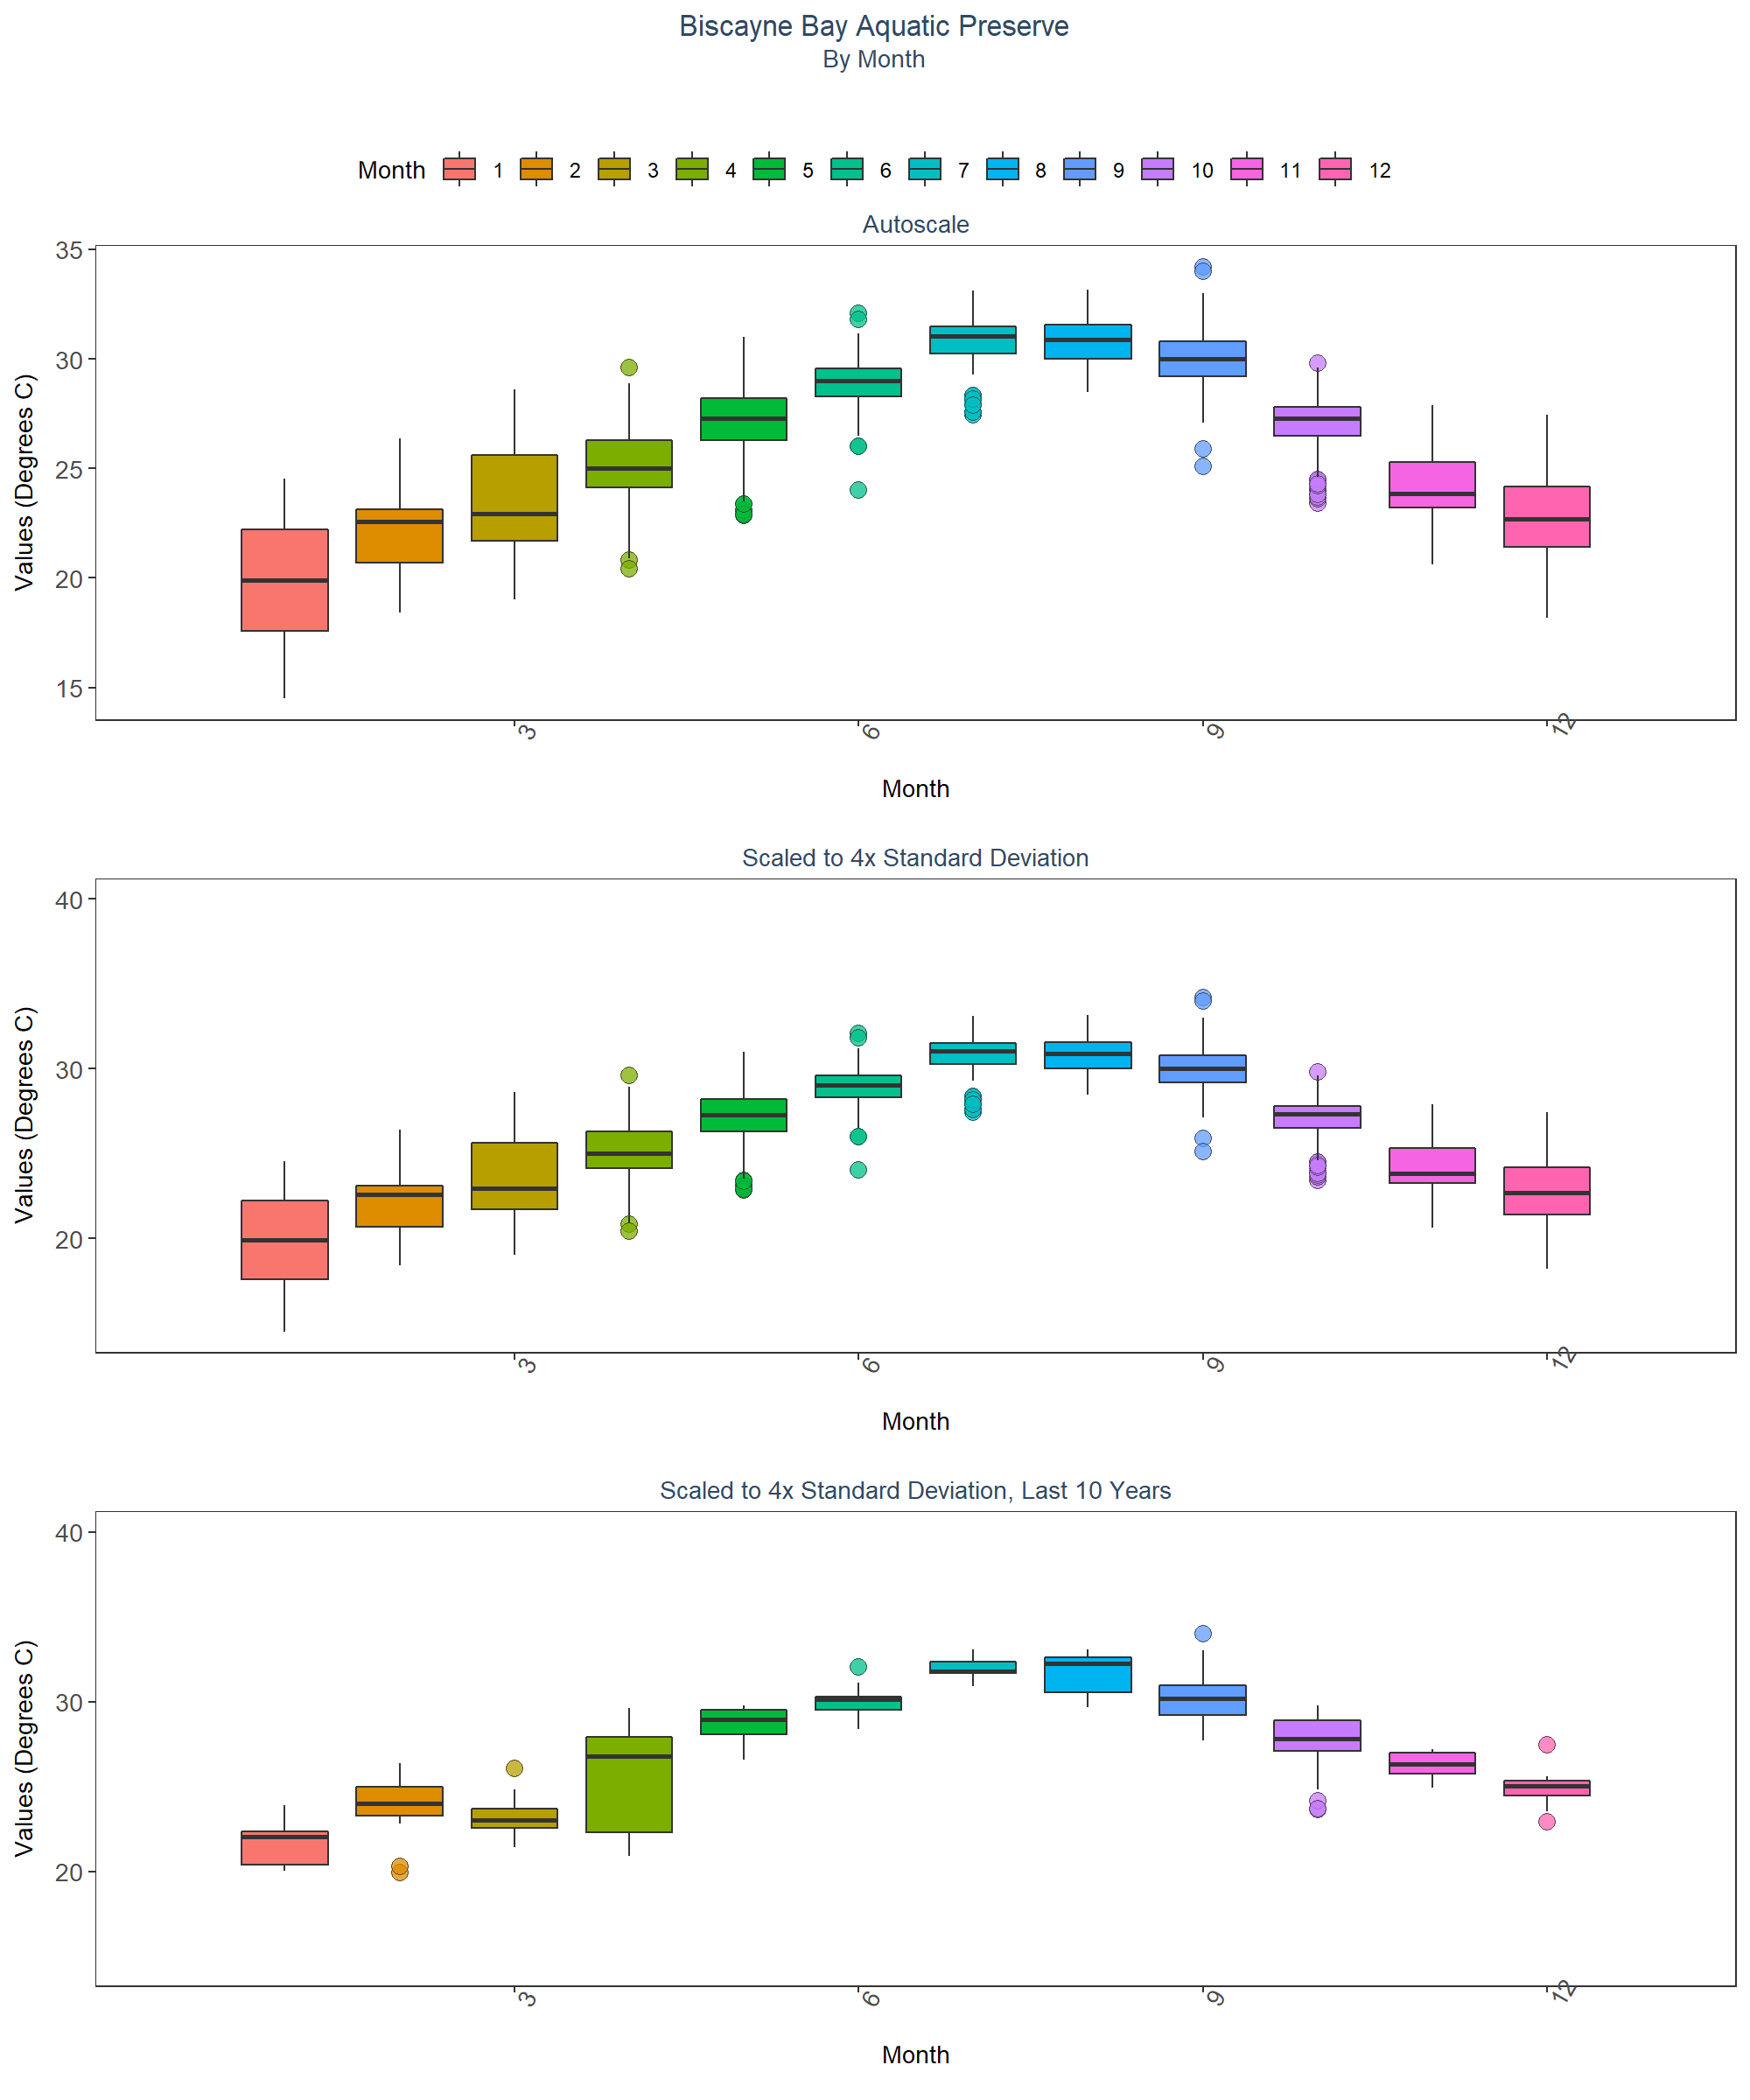 Biscayne Bay Aquatic Preserve
By Month
Month 1 2 3 4 5 6 7 8 9 10 11 12
Autoscale
Values (Degrees C)
35
30
25
20
15
3 6 9 12
Month
Scaled to 4x Standard Deviation
Values (Degrees C)
40
30
20
3 6 9 12
Month
Scaled to 4x Standard Deviation, Last 10 Years
Values (Degrees C)
40
30
20
3 6 9 12
Month